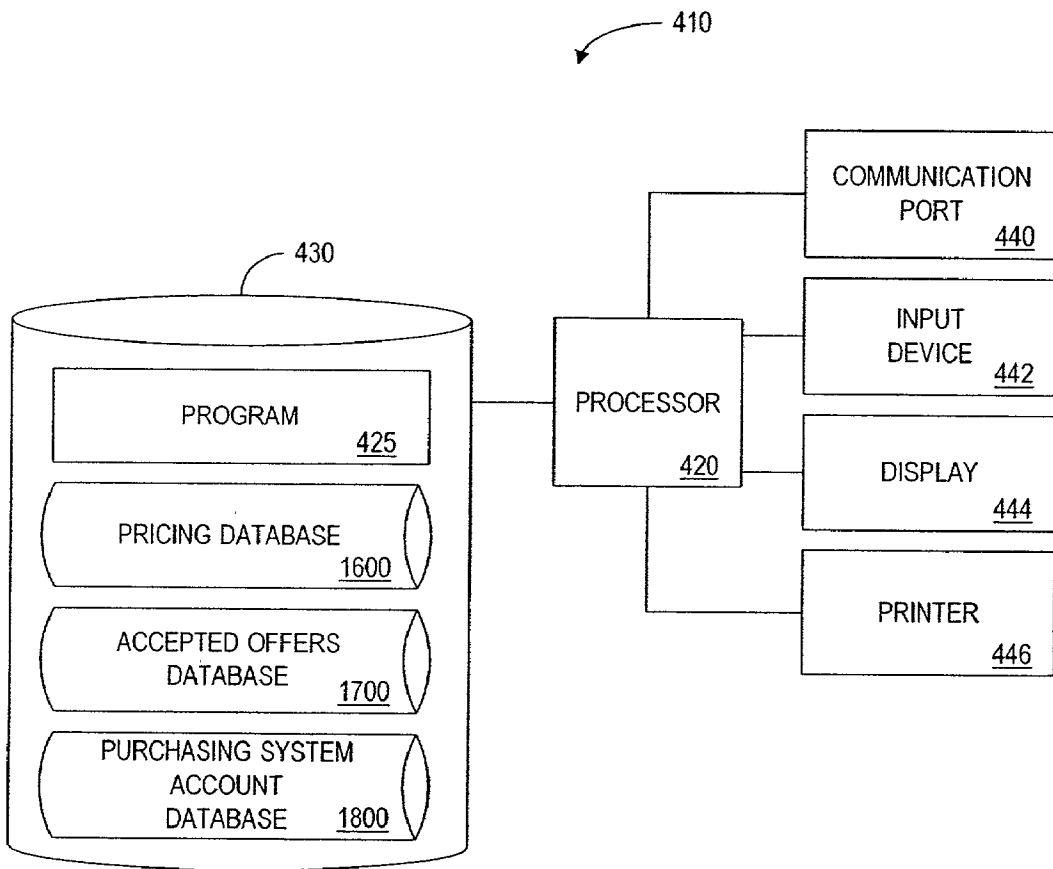 410
COMMUNICATION
PORT
440
430
INPUT
DEVICE
442
PROCESSOR
420
PROGRAM
425
DISPLAY
444
PRICING DATABASE
1600
PRINTER
446
ACCEPTED OFFERS
DATABASE
1700
PURCHASING SYSTEM
ACCOUNT
DATABASE
1800